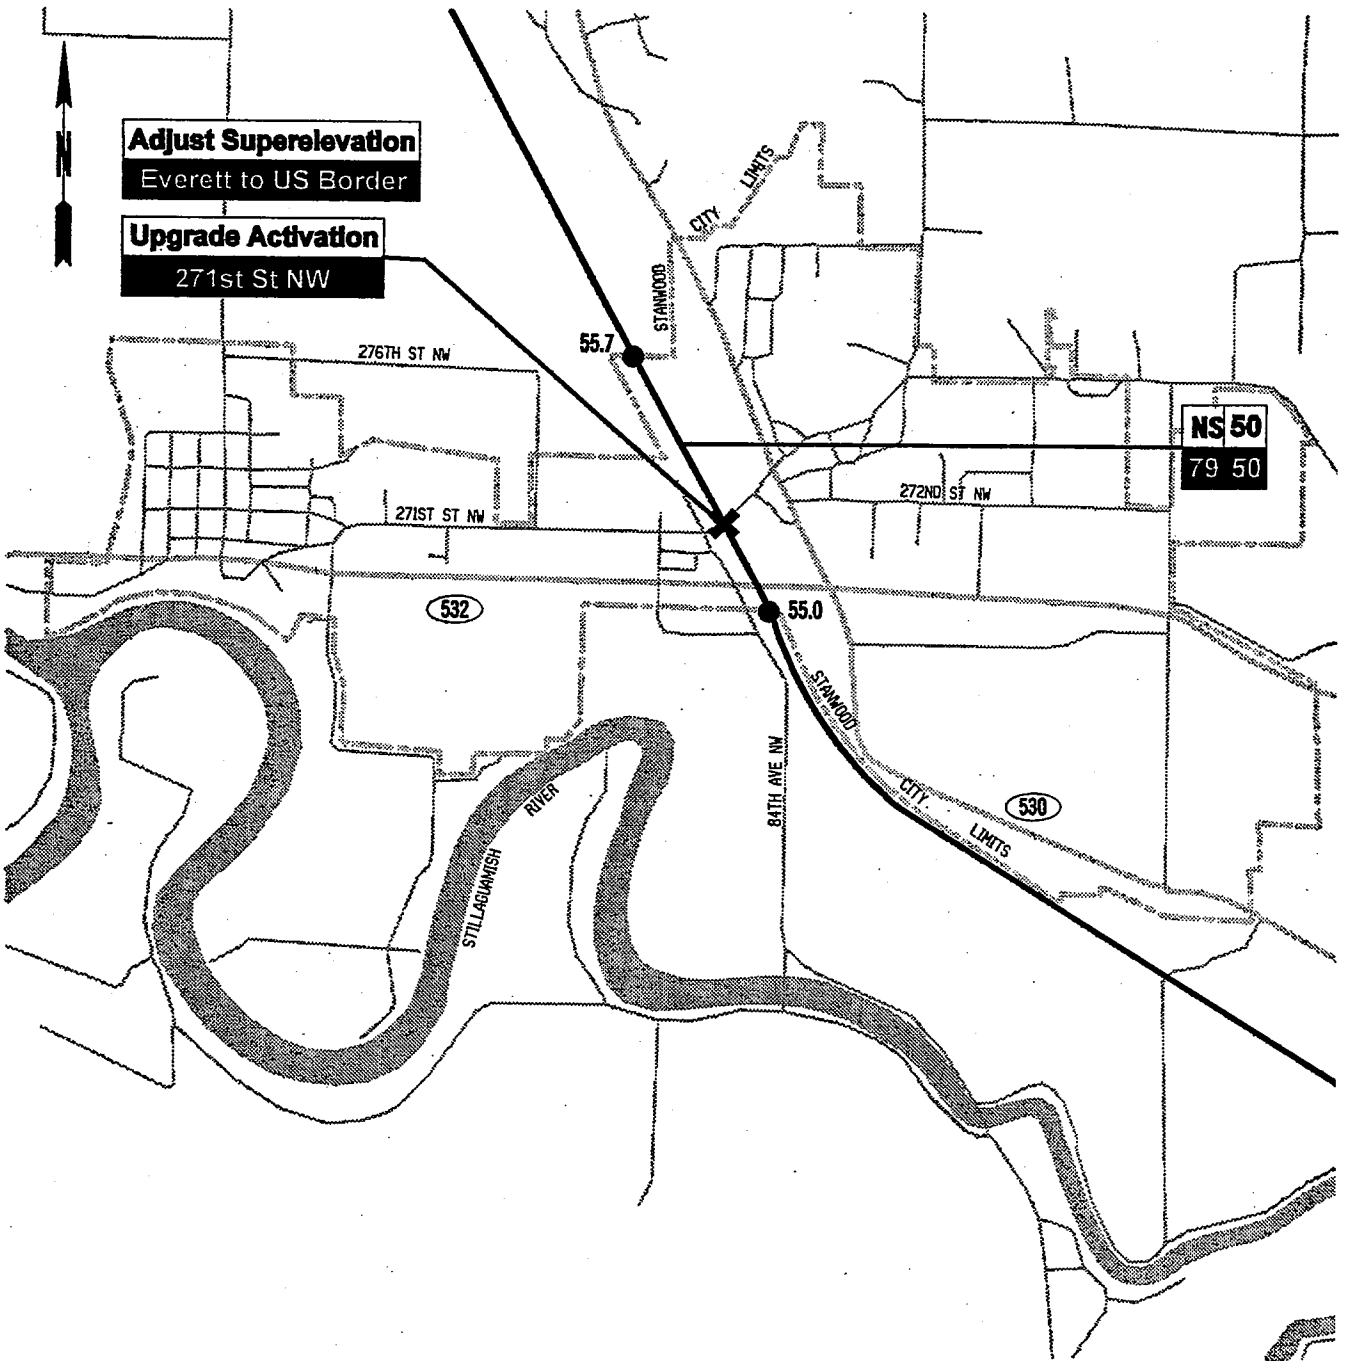 N
Adjust Superelevation
Everett to US Border
Upgrade Activation
271st St NW
CITY LIMITS
STANWOOD
55.7
276TH ST NW
NS 50
79 50
272ND ST NW
271ST ST NW
532
55.0
STANWOOD
84TH AVE NW
CITY
LIMITS
530
RIVER
STILLAGUAMISH